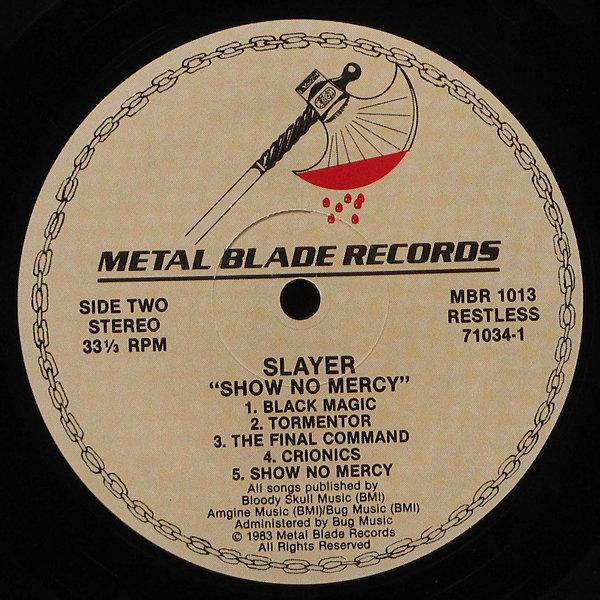 METAL BLADE RECORDS
SIDE TWO
STEREO
33⅓ RPM
MBR 1013
RESTLESS
71034-1
SLAYER
“SHOW NO MERCY”
1. BLACK MAGIC
2. TORMENTOR
3. THE FINAL COMMAND
4. CRIONICS
5. SHOW NO MERCY
All songs published by
Bloody Skull Music (BMI)
Amgine Music (BMI)/Bug Music (BMI)
Administered by Bug Music
© 1983 Metal Blade Records
All Rights Reserved